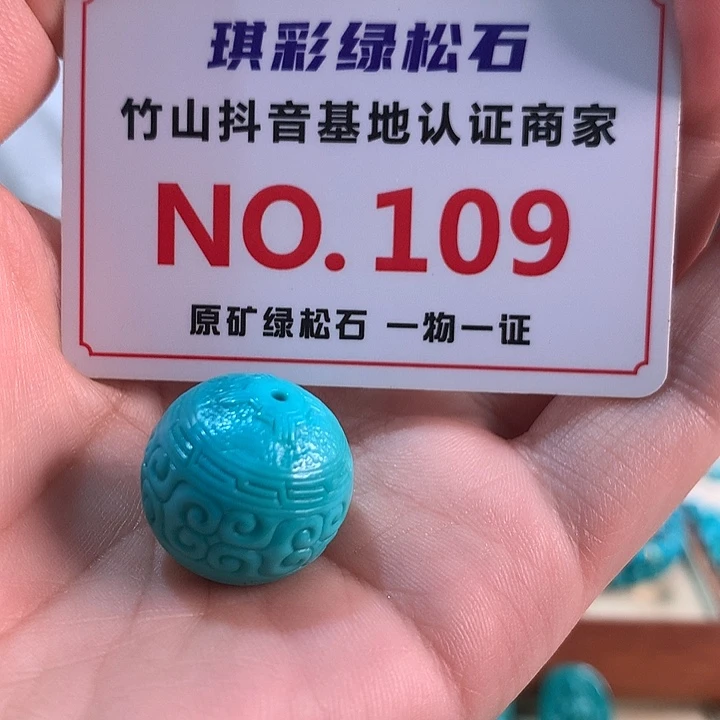 琪彩绿松石
竹山抖音基地认证商家
NO.109
原矿绿松石 一物一证